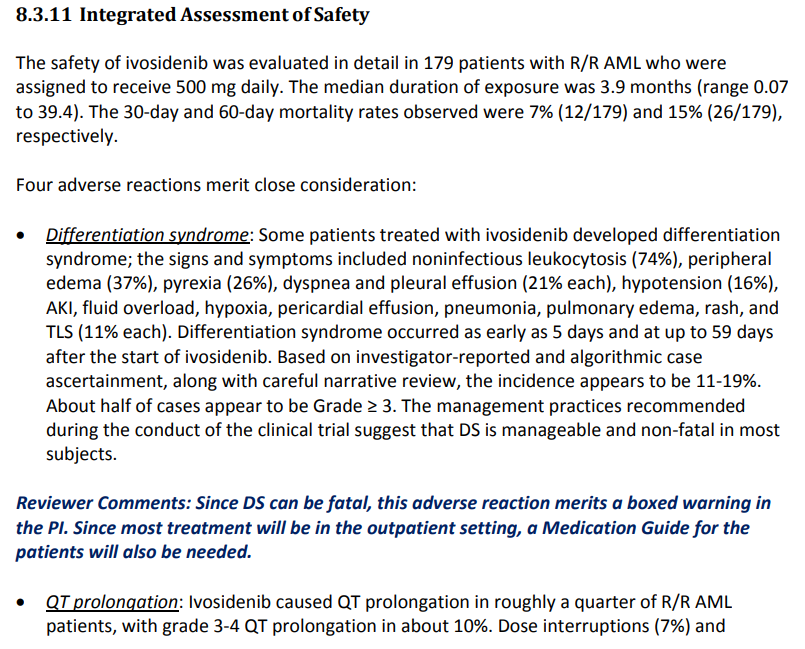 8.3.11 Integrated Assessment of Safety
The safety of ivosidenib was evaluated in detail in 179 patients with R/R AML who were
assigned to receive 500 mg daily. The median duration of exposure was 3.9 months (range 0.07
to 39.4). The 30-day and 60-day mortality rates observed were 7% (12/179) and 15% (26/179),
respectively.
Four adverse reactions merit close consideration:
• Differentiation syndrome: Some patients treated with ivosidenib developed differentiation
syndrome; the signs and symptoms included noninfectious leukocytosis (74%), peripheral
edema (37%), pyrexia (26%), dyspnea and pleural effusion (21% each), hypotension (16%),
AKI, fluid overload, hypoxia, pericardial effusion, pneumonia, pulmonary edema, rash, and
TLS (11% each). Differentiation syndrome occurred as early as 5 days and at up to 59 days
after the start of ivosidenib. Based on investigator-reported and algorithmic case
ascertainment, along with careful narrative review, the incidence appears to be 11-19%.
About half of cases appear to be Grade ≥ 3. The management practices recommended
during the conduct of the clinical trial suggest that DS is manageable and non-fatal in most
subjects.
Reviewer Comments: Since DS can be fatal, this adverse reaction merits a boxed warning in
the PI. Since most treatment will be in the outpatient setting, a Medication Guide for the
patients will also be needed.
• QT prolongation: Ivosidenib caused QT prolongation in roughly a quarter of R/R AML
patients, with grade 3-4 QT prolongation in about 10%. Dose interruptions (7%) and